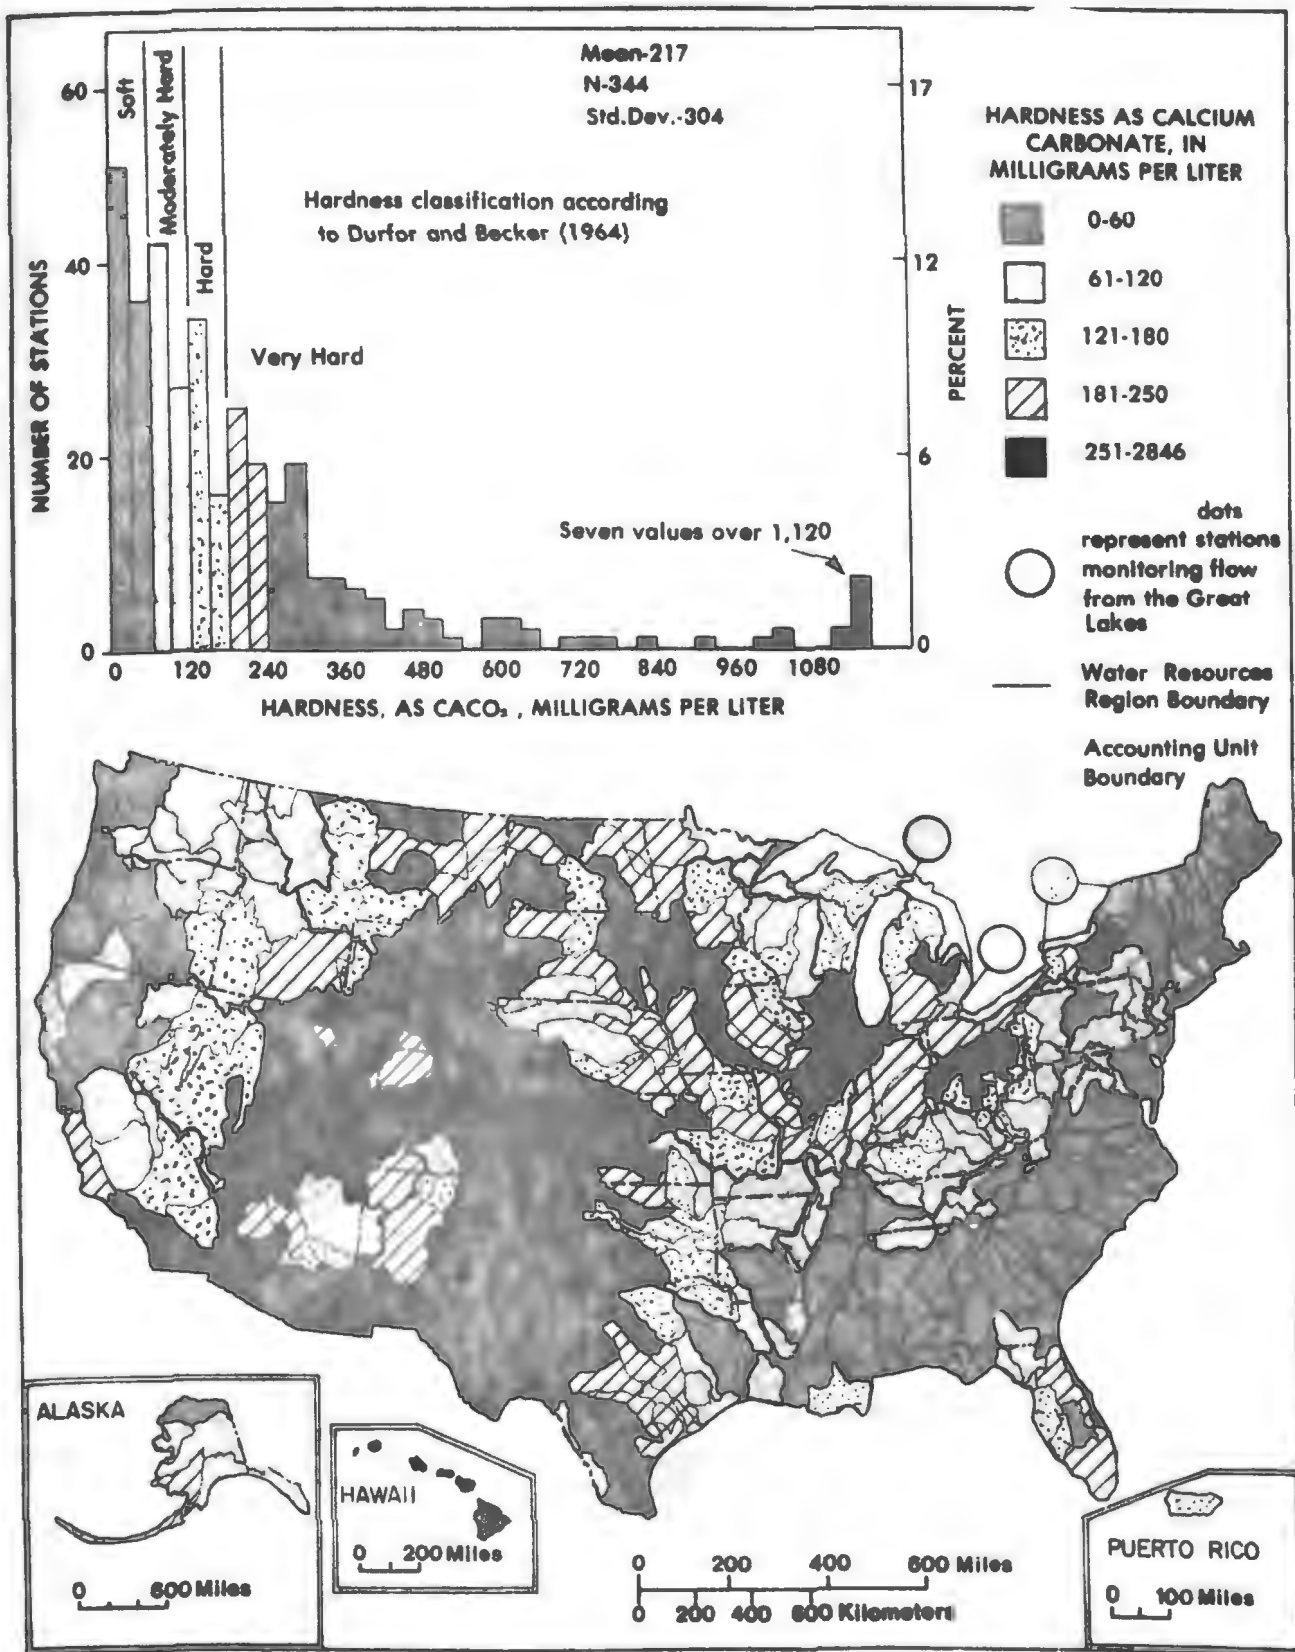 Mean-217
N-344
Std.Dev.-304
Soft
Moderately Hard
Hard
Very Hard
Hardness classification according
to Durfor and Becker (1964)
60
40
20
0
NUMBER OF STATIONS
17
12
6
0
PERCENT
Seven values over 1,120
0 120 240 360 480 600 720 840 960 1080
HARDNESS, AS CACO₃ , MILLIGRAMS PER LITER
HARDNESS AS CALCIUM
CARBONATE, IN
MILLIGRAMS PER LITER
0-60
61-120
121-180
181-250
251-2846
dots
represent stations
monitoring flow
from the Great
Lakes
Water Resources
Region Boundary
Accounting Unit
Boundary
ALASKA
0 600 Miles
HAWAII
0 200 Miles
0 200 400 600 Miles
0 200 400 600 Kilometers
PUERTO RICO
0 100 Miles